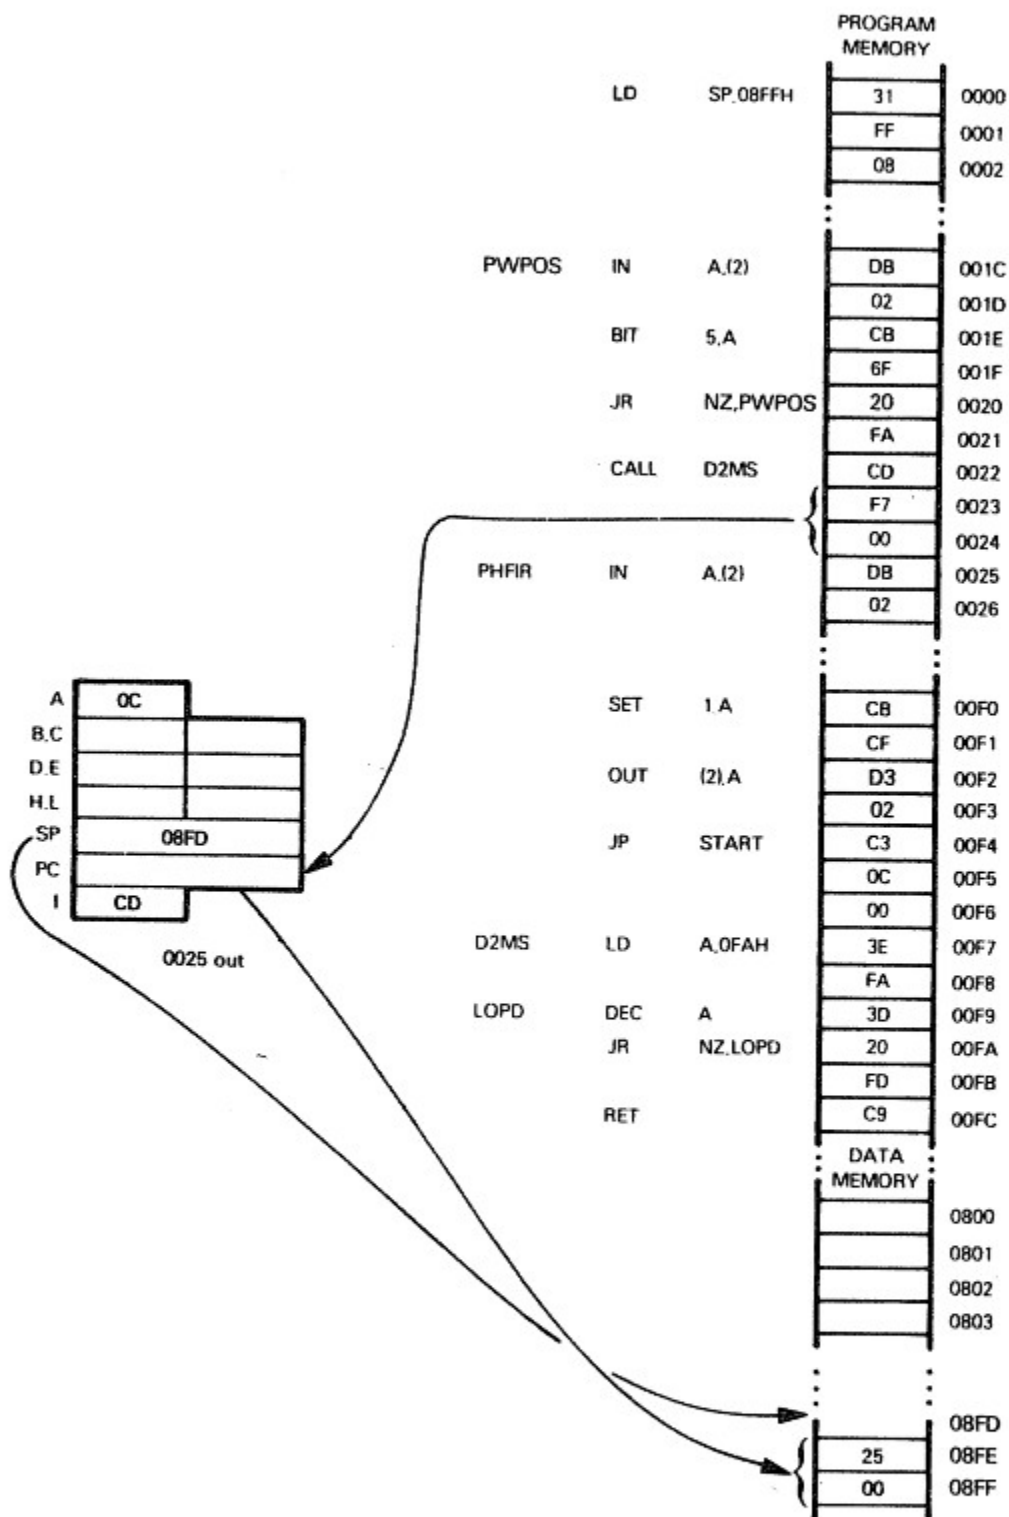 PROGRAM
MEMORY
LD SP,08FFH 31 0000
FF 0001
08 0002
PWPOS IN A,(2) DB 001C
02 001D
BIT 5,A CB 001E
6F 001F
JR NZ,PWPOS 20 0020
FA 0021
CALL D2MS CD 0022
F7 0023
00 0024
PHFIR IN A,(2) DB 0025
02 0026
A 0C
B,C
D,E
H,L
SP 08FD
PC
I CD
0025 out
SET 1,A CB 00F0
CF 00F1
OUT (2),A D3 00F2
02 00F3
JP START C3 00F4
0C 00F5
00 00F6
D2MS LD A,0FAH 3E 00F7
FA 00F8
LOPD DEC A 3D 00F9
JR NZ,LOPD 20 00FA
FD 00FB
RET C9 00FC
DATA
MEMORY
0800
0801
0802
0803
08FD
25 08FE
00 08FF